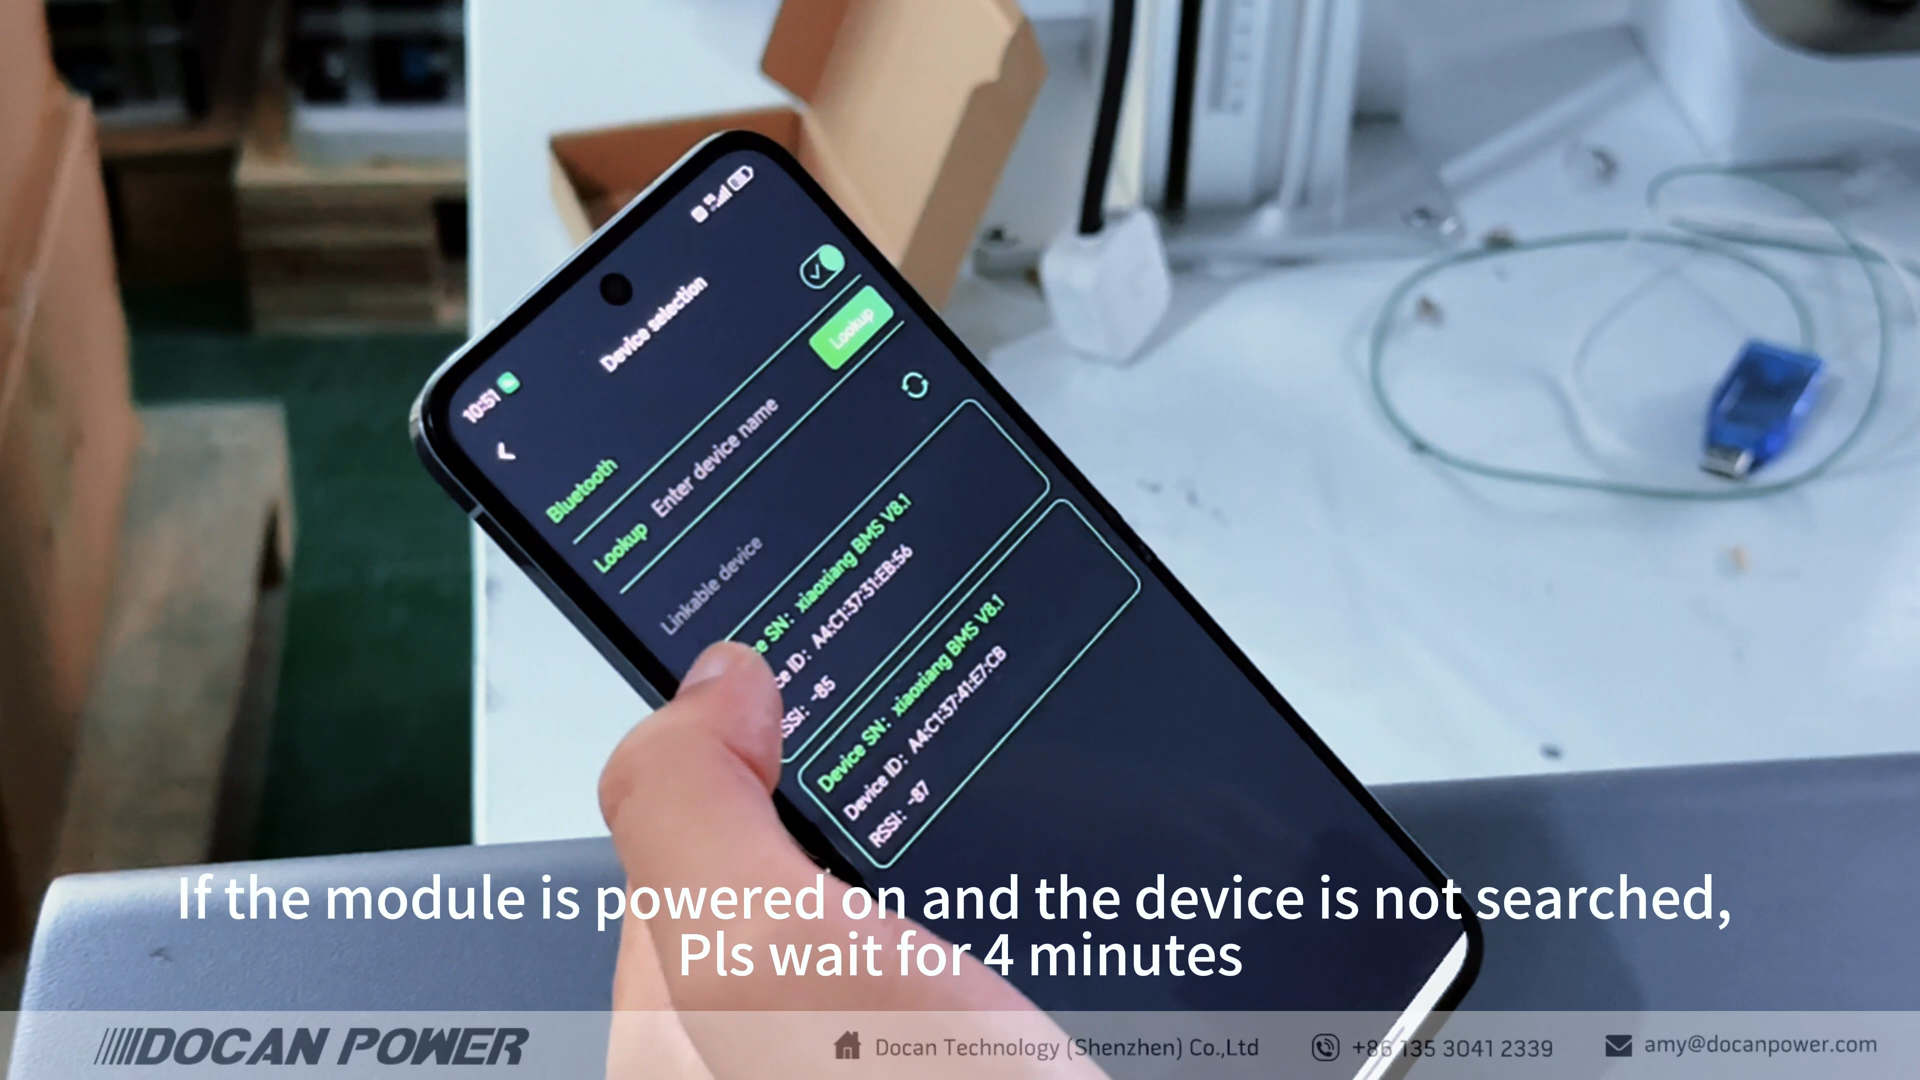 10:51
Device selection
Bluetooth
Lookup Enter device name Lookup
Linkable device
SN: xiaoxiang BMS V8.1
ID: A4:C1:37:31:EB:56
RSSI: -85
Device SN: xiaoxiang BMS V8.1
Device ID: A4:C1:37:41:E7:CB
RSSI: -87
If the module is powered on and the device is not searched,
Pls wait for 4 minutes
DOCAN POWER
Docan Technology (Shenzhen) Co.,Ltd
+86 135 3041 2339
amy@docanpower.com